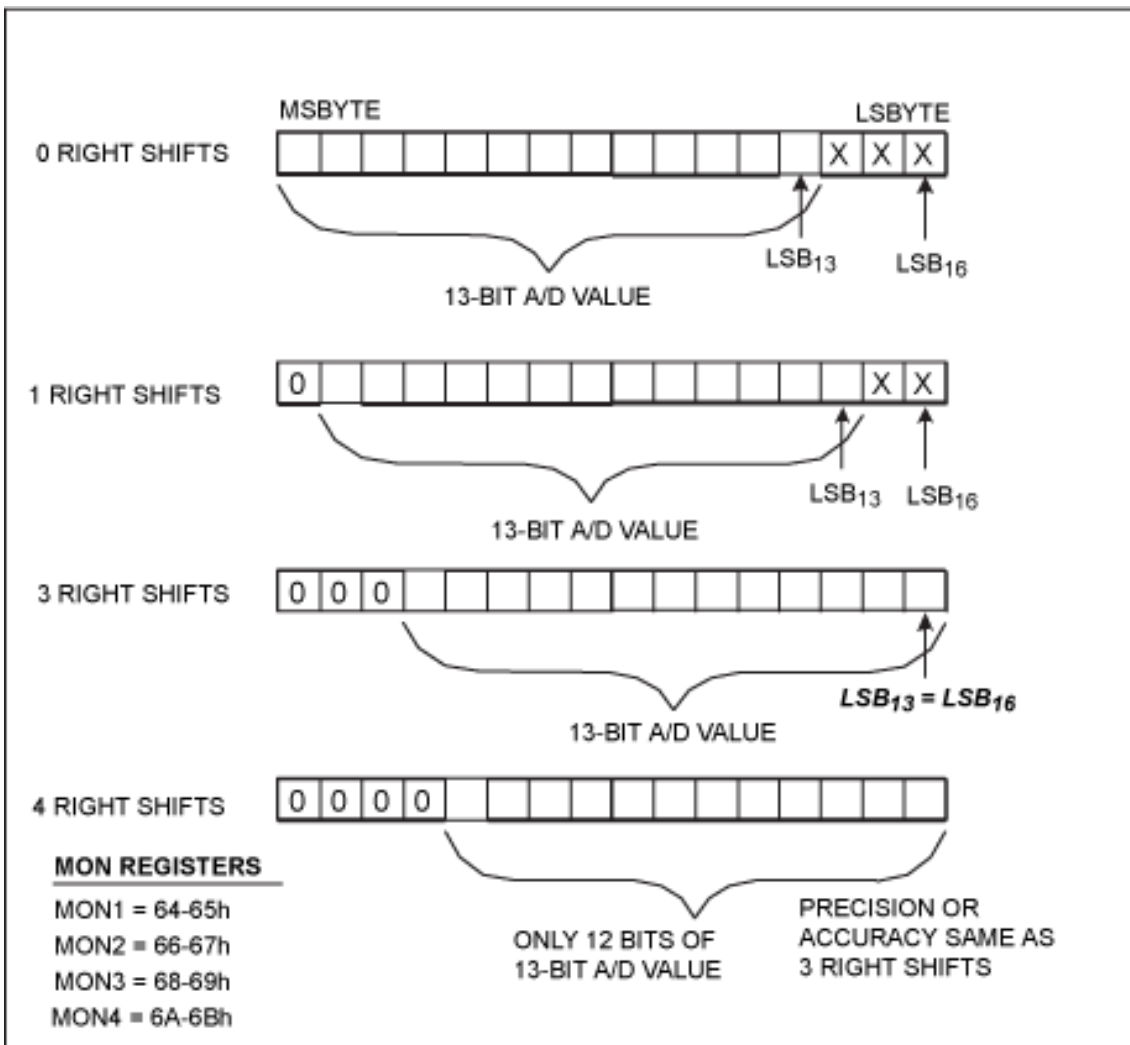 MSBYTE LSBYTE
0 RIGHT SHIFTS X X X
LSB13 LSB16
13-BIT A/D VALUE
1 RIGHT SHIFTS 0 X X
LSB13 LSB16
13-BIT A/D VALUE
3 RIGHT SHIFTS 0 0 0
LSB13 = LSB16
13-BIT A/D VALUE
4 RIGHT SHIFTS 0 0 0 0
MON REGISTERS
MON1 = 64-65h
MON2 = 66-67h
MON3 = 68-69h
MON4 = 6A-6Bh
ONLY 12 BITS OF
13-BIT A/D VALUE
PRECISION OR
ACCURACY SAME AS
3 RIGHT SHIFTS